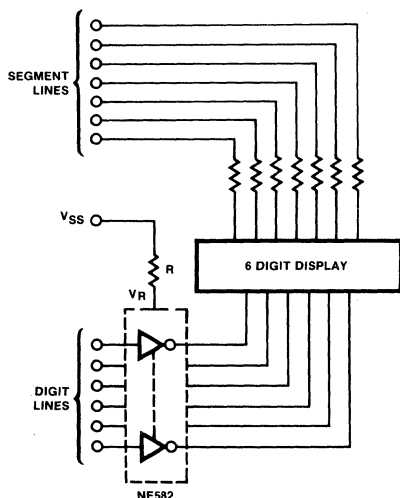 SEGMENT
LINES
VSS
R
VR
6 DIGIT DISPLAY
DIGIT
LINES
NE582